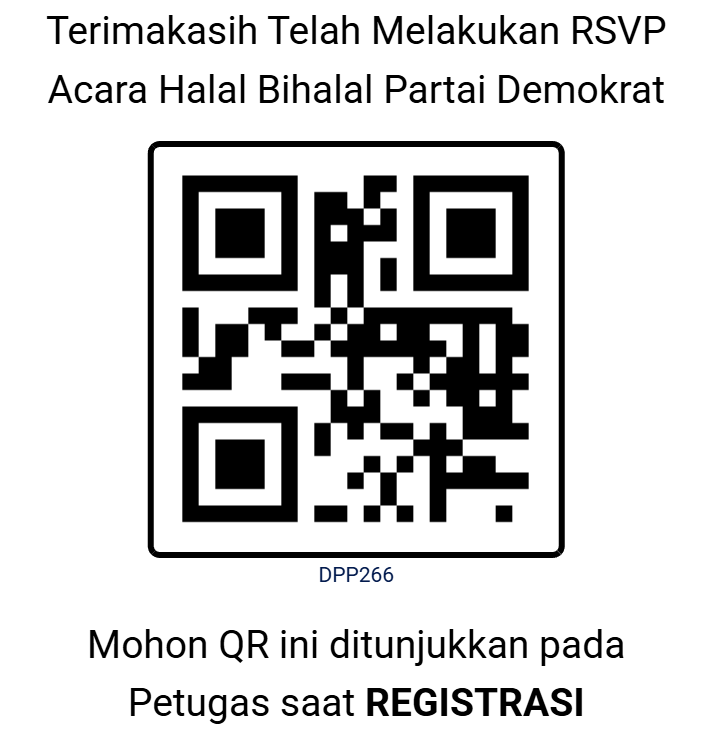 Terimakasih Telah Melakukan RSVP
Acara Halal Bihalal Partai Demokrat
DPP266
Mohon QR ini ditunjukkan pada
Petugas saat REGISTRASI